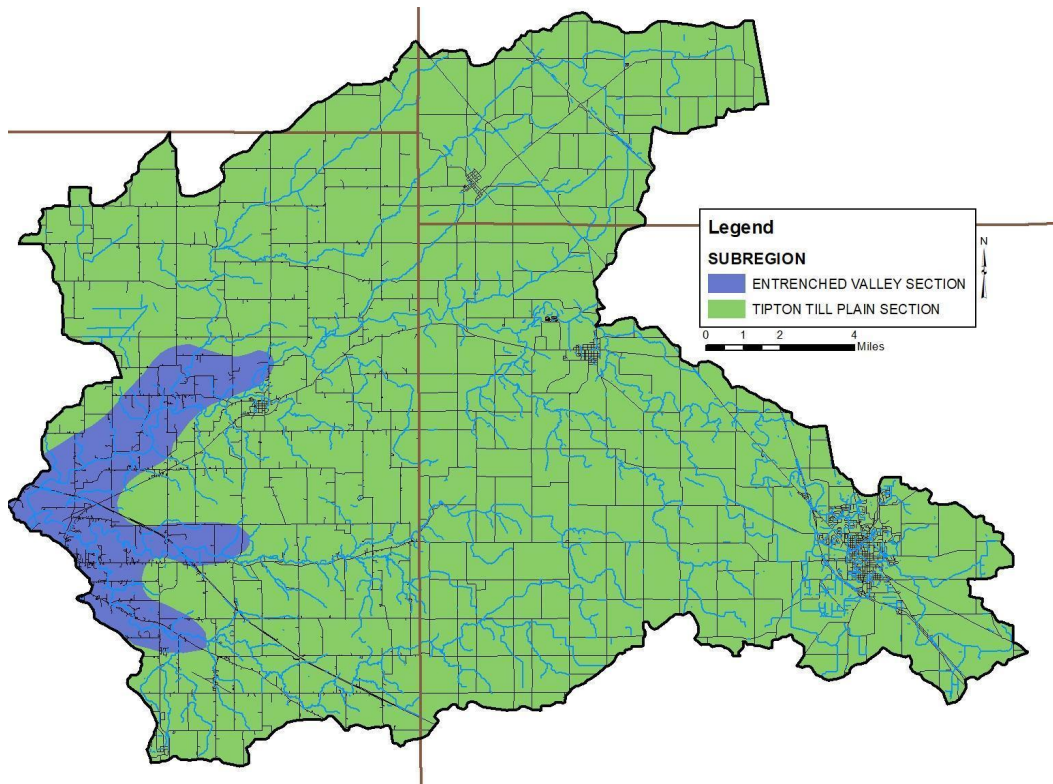 Legend
SUBREGION
ENTRENCHED VALLEY SECTION
TIPTON TILL PLAIN SECTION
N
0 1 2 4
Miles